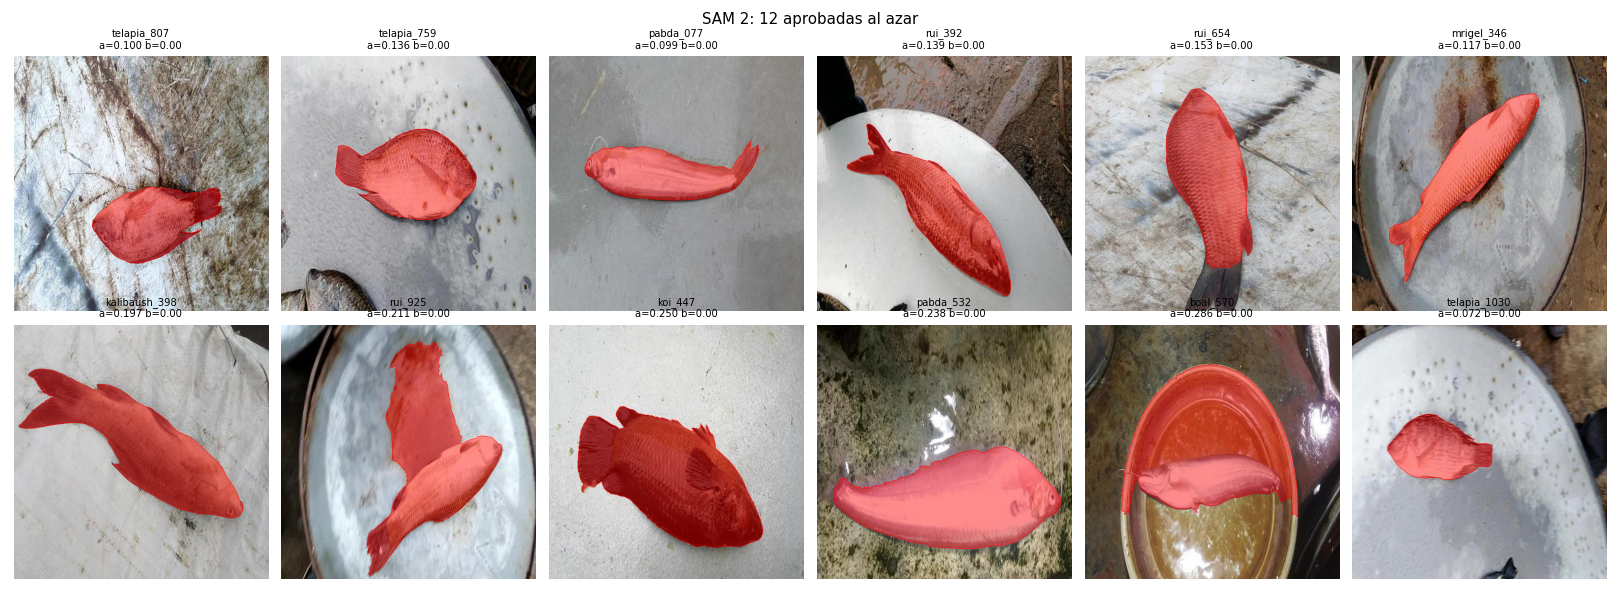 SAM 2: 12 aprobadas al azar
telapia_807
a=0.100 b=0.00
telapia_759
a=0.136 b=0.00
pabda_077
a=0.099 b=0.00
rui_392
a=0.139 b=0.00
rui_654
a=0.153 b=0.00
mrigel_346
a=0.117 b=0.00
kalibaush_398
a=0.197 b=0.00
rui_925
a=0.211 b=0.00
koi_447
a=0.250 b=0.00
pabda_532
a=0.238 b=0.00
boal_570
a=0.286 b=0.00
telapia_1030
a=0.072 b=0.00